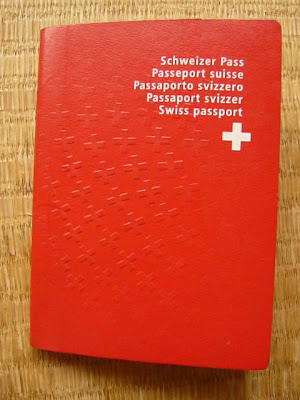 Schweizer Pass
Passeport suisse
Passaporto svizzero
Passaport svizzer
Swiss passport